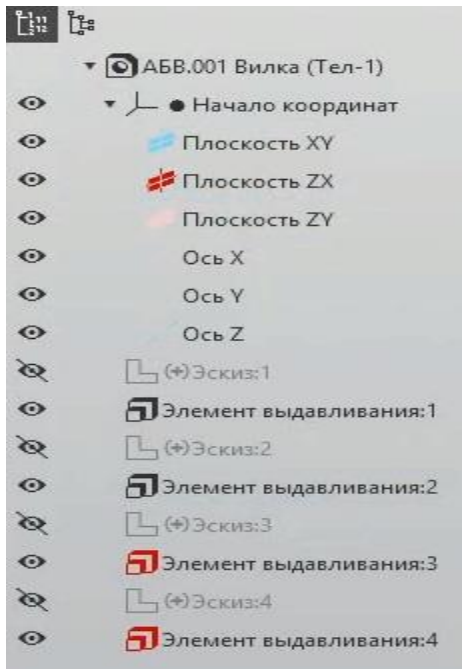 АБВ.001 Вилка (Тел-1)
Начало координат
Плоскость XY
Плоскость ZX
Плоскость ZY
Ось X
Ось Y
Ось Z
(+)Эскиз:1
Элемент выдавливания:1
(+)Эскиз:2
Элемент выдавливания:2
(+)Эскиз:3
Элемент выдавливания:3
(+)Эскиз:4
Элемент выдавливания:4